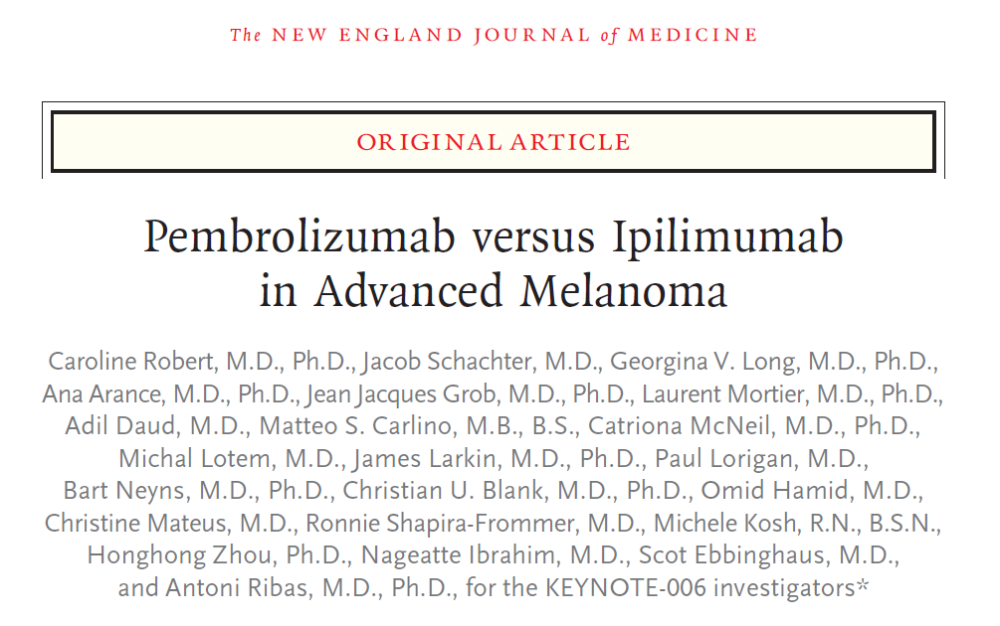 The NEW ENGLAND JOURNAL of MEDICINE
ORIGINAL ARTICLE
Pembrolizumab versus Ipilimumab
in Advanced Melanoma
Caroline Robert, M.D., Ph.D., Jacob Schachter, M.D., Georgina V. Long, M.D., Ph.D.,
Ana Arance, M.D., Ph.D., Jean Jacques Grob, M.D., Ph.D., Laurent Mortier, M.D., Ph.D.,
Adil Daud, M.D., Matteo S. Carlino, M.B., B.S., Catriona McNeil, M.D., Ph.D.,
Michal Lotem, M.D., James Larkin, M.D., Ph.D., Paul Lorigan, M.D.,
Bart Neyns, M.D., Ph.D., Christian U. Blank, M.D., Ph.D., Omid Hamid, M.D.,
Christine Mateus, M.D., Ronnie Shapira-Frommer, M.D., Michele Kosh, R.N., B.S.N.,
Honghong Zhou, Ph.D., Nageatte Ibrahim, M.D., Scot Ebbinghaus, M.D.,
and Antoni Ribas, M.D., Ph.D., for the KEYNOTE-006 investigators*